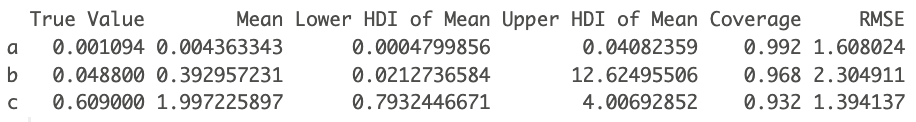 True Value Mean Lower HDI of Mean Upper HDI of Mean Coverage RMSE
a 0.001094 0.004363343 0.0004799856 0.04082359 0.992 1.608024
b 0.048800 0.392957231 0.0212736584 12.62495506 0.968 2.304911
c 0.609000 1.997225897 0.7932446671 4.00692852 0.932 1.394137